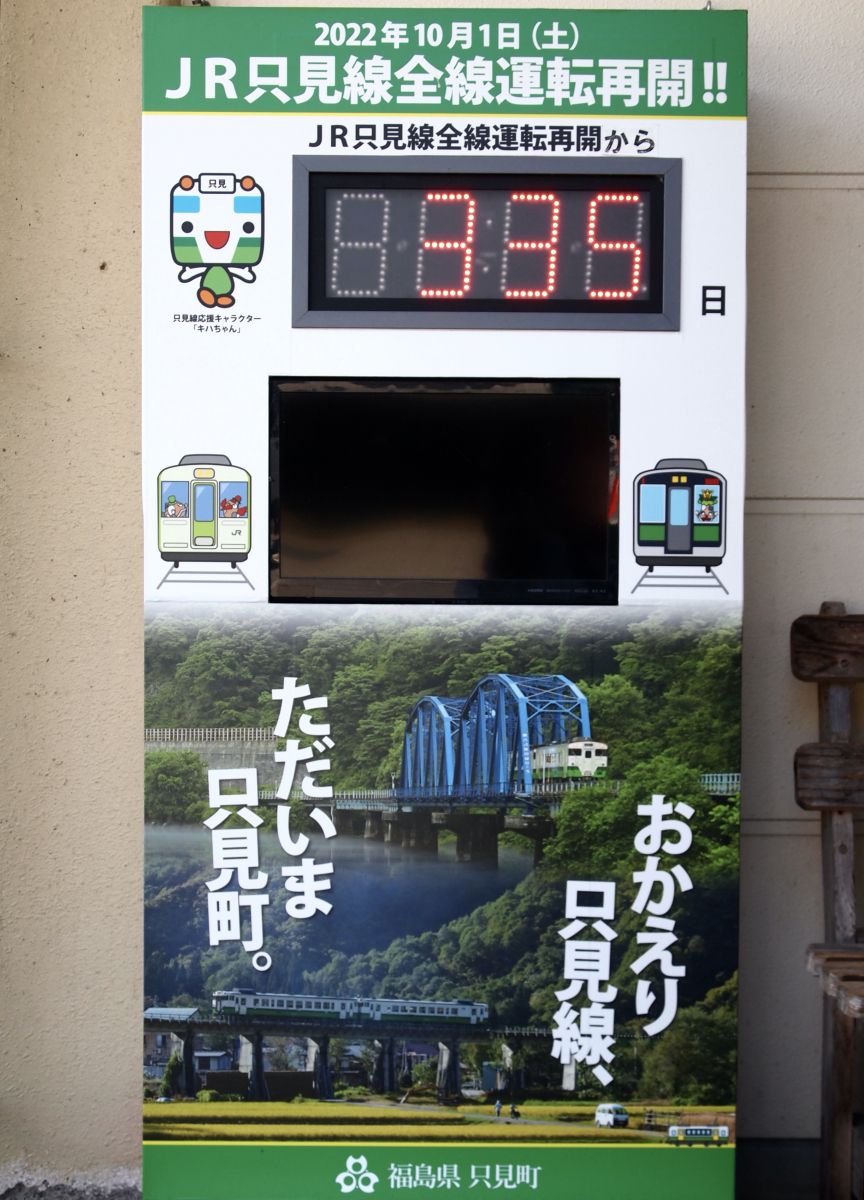 2022年10月1日（土）
JR只見線全線運転再開!!
JR只見線全線運転再開から
只見
335
日
只見線応援キャラクター
「キハちゃん」
JR
おかえり
只見線、
ただいま
只見町。
福島県 只見町